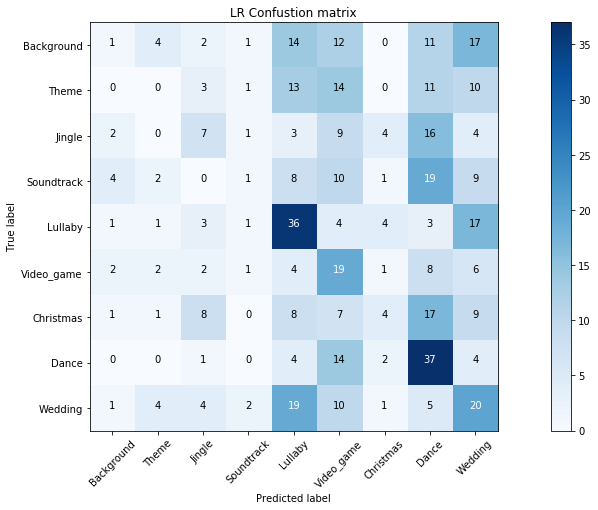 LR Confustion matrix
True label
Background 1 4 2 1 14 12 0 11 17
Theme 0 0 3 1 13 14 0 11 10
Jingle 2 0 7 1 3 9 4 16 4
Soundtrack 4 2 0 1 8 10 1 19 9
Lullaby 1 1 3 1 36 4 4 3 17
Video_game 2 2 2 1 4 19 1 8 6
Christmas 1 1 8 0 8 7 4 17 9
Dance 0 0 1 0 4 14 2 37 4
Wedding 1 4 4 2 19 10 1 5 20
Background Theme Jingle Soundtrack Lullaby Video_game Christmas Dance Wedding
Predicted label
35
30
25
20
15
10
5
0